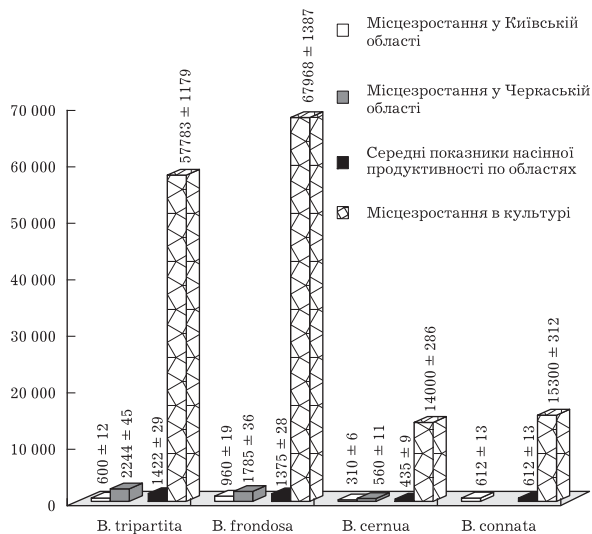 Місцезростання у Київській
області
Місцезростання у Черкаській
області
Середні показники насінної
продуктивності по областях
Місцезростання в культурі
70 000
60 000
50 000
40 000
30 000
20 000
10 000
0
600 ± 12
2244 ± 45
1422 ± 29
57783 ± 1179
960 ± 19
1785 ± 36
1375 ± 28
67968 ± 1387
310 ± 6
560 ± 11
435 ± 9
14000 ± 286
612 ± 13
612 ± 13
15300 ± 312
B. tripartita
B. frondosa
B. cernua
B. connata